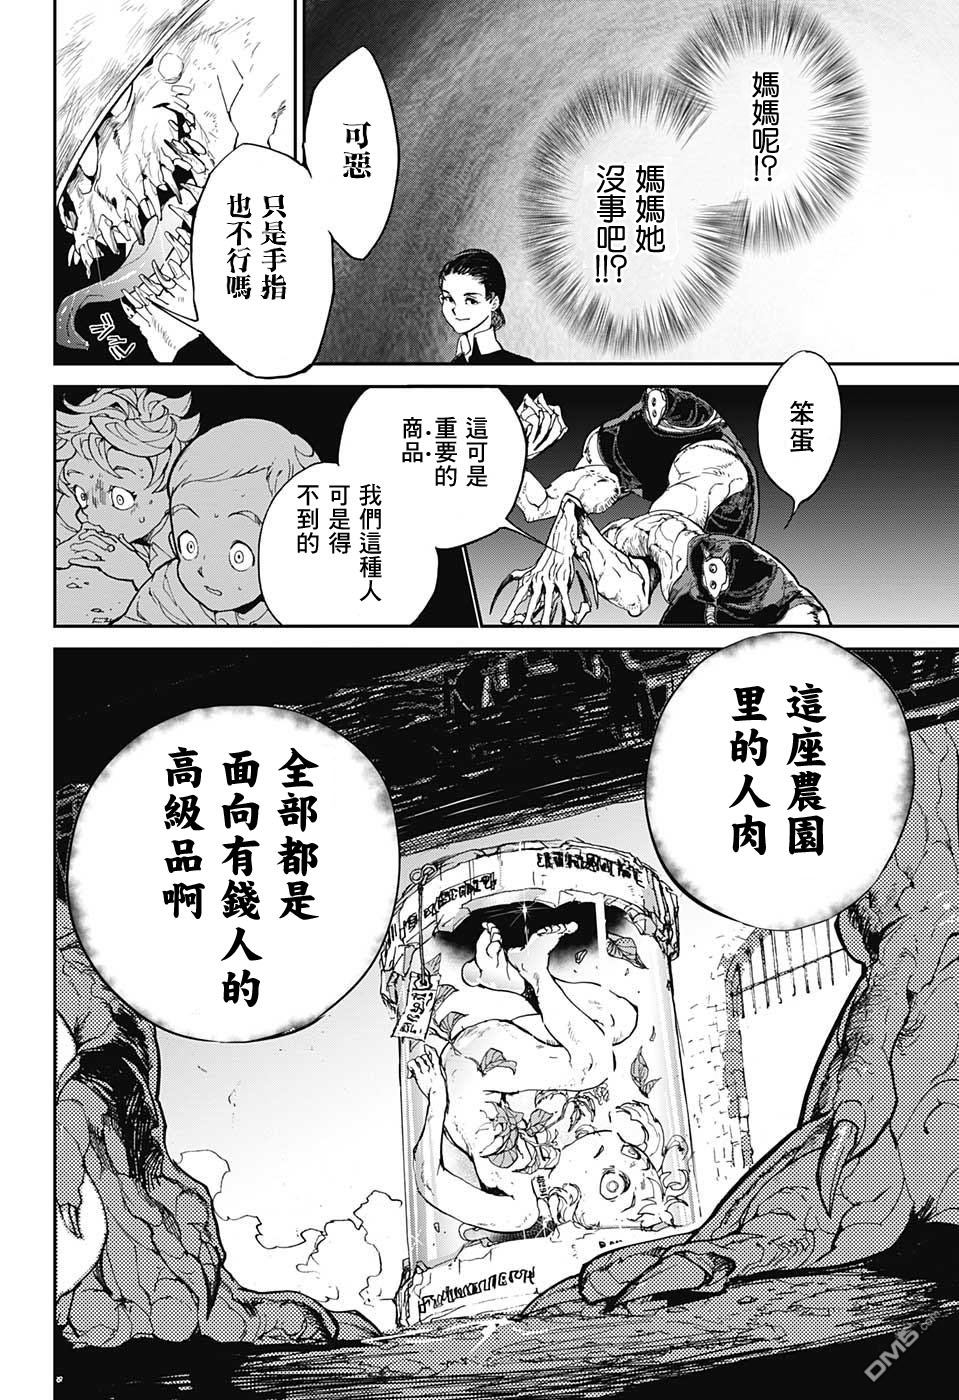 媽媽呢!?
媽媽她
沒事吧!!?
可惡
只是手指
也不行嗎
笨蛋
這可是
重要的
商品
我們這種人
可是得
不到的
這座農園
里的人肉
全部都是
面向有錢人的
高級品啊
DM5.com